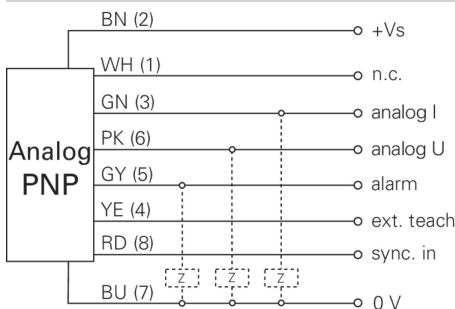 BN (2)
+Vs
WH (1)
n.c.
GN (3)
analog I
PK (6)
analog U
Analog
PNP
GY (5)
alarm
YE (4)
ext. teach
RD (8)
sync. in
Z Z Z
BU (7)
0 V